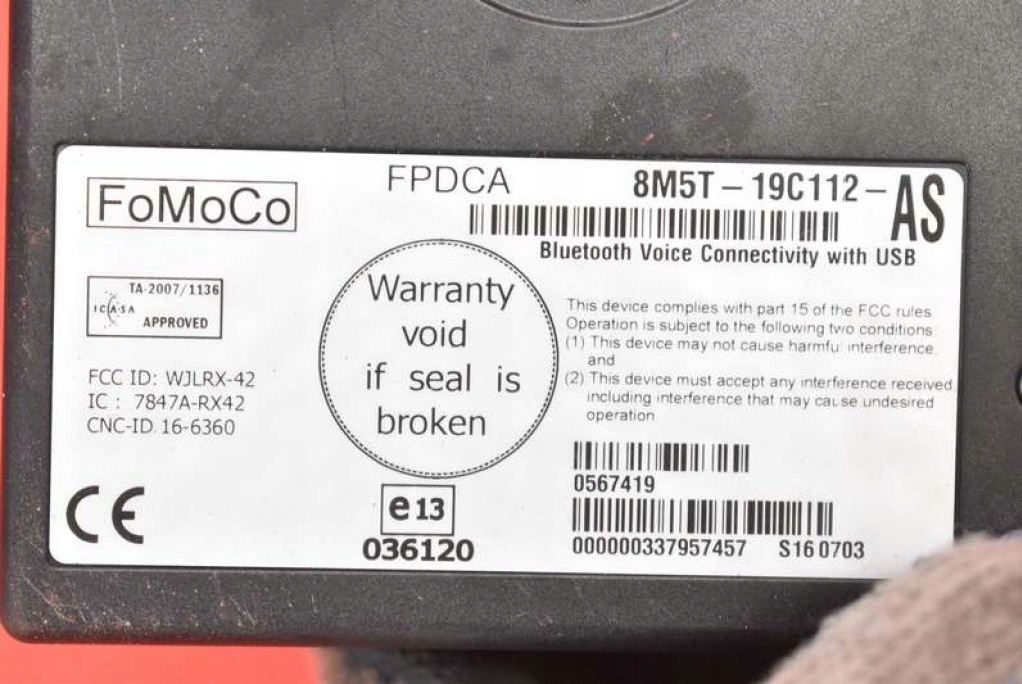 FoMoCo
FPDCA
8M5T - 19C112 - AS
Bluetooth Voice Connectivity with USB
TA-2007/1136
ICASA
APPROVED
Warranty
void
if seal is
broken
This device complies with part 15 of the FCC rules
Operation is subject to the following two conditions
(1) This device may not cause harmful interference
and
(2) This device must accept any interference received
including interference that may cause undesired
operation
FCC ID: WJLRX-42
IC : 7847A-RX42
CNC-ID 16-6360
CE
e13
036120
0567419
000000337957457 S16 0703